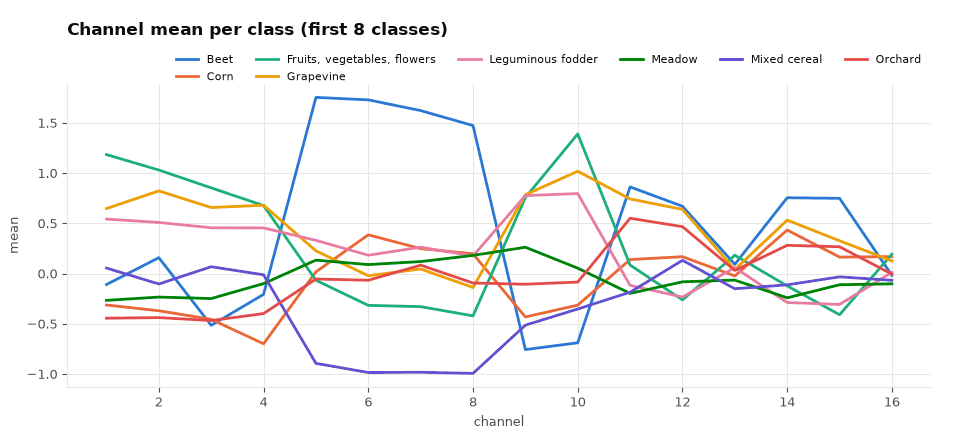 Channel mean per class (first 8 classes)
Beet Fruits, vegetables, flowers Leguminous fodder Meadow Mixed cereal Orchard
Corn Grapevine
1.5
1.0
0.5
0.0
−0.5
−1.0
mean
2 4 6 8 10 12 14 16
channel